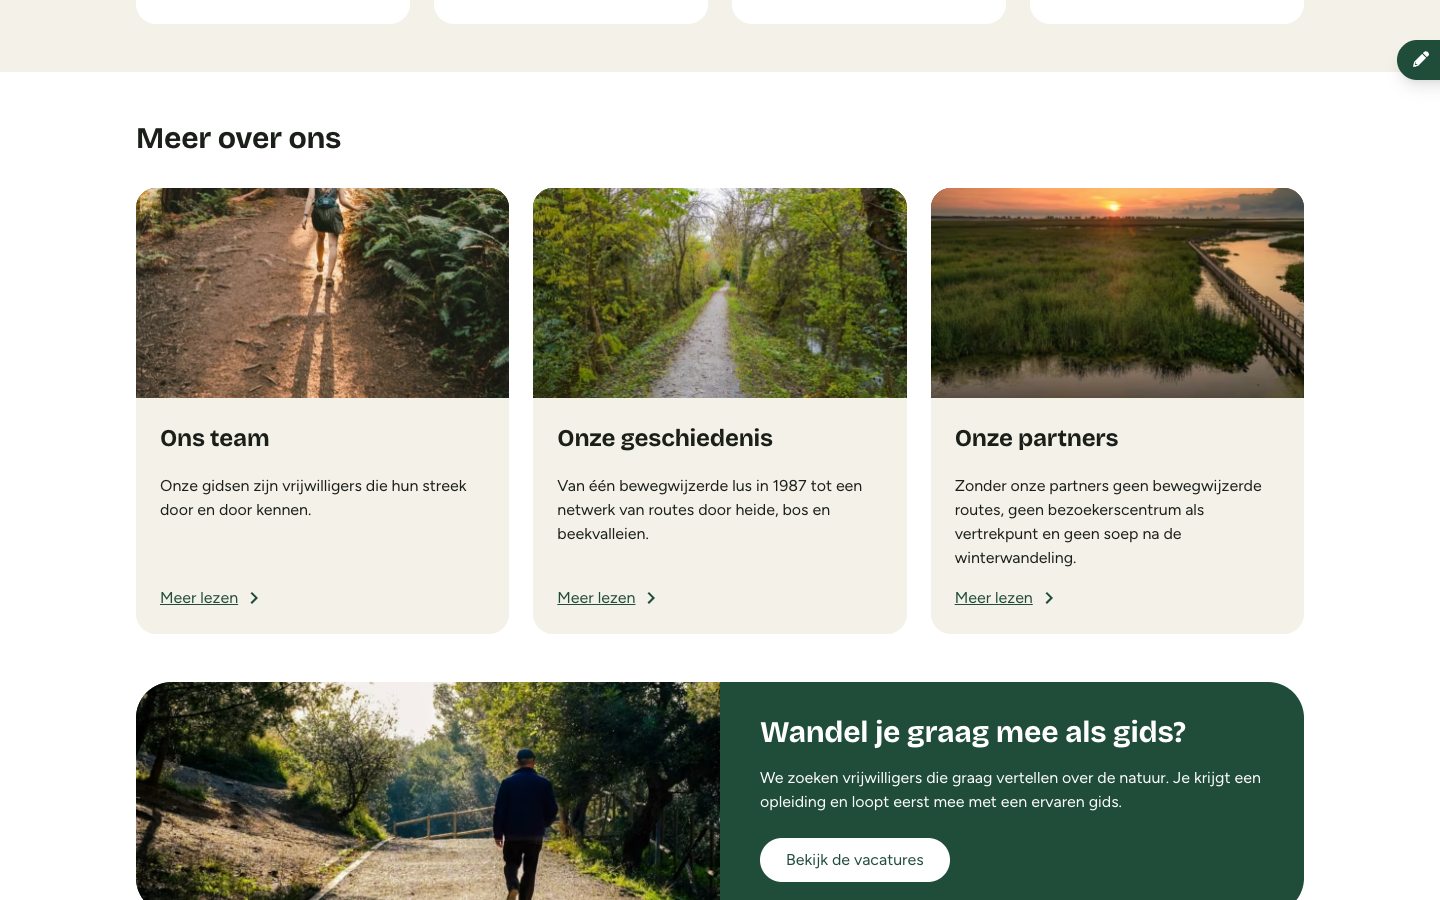 Meer over ons
Ons team
Onze gidsen zijn vrijwilligers die hun streek
door en door kennen.
Meer lezen
Onze geschiedenis
Van één bewegwijzerde lus in 1987 tot een
netwerk van routes door heide, bos en
beekvalleien.
Meer lezen
Onze partners
Zonder onze partners geen bewegwijzerde
routes, geen bezoekerscentrum als
vertrekpunt en geen soep na de
winterwandeling.
Meer lezen
Wandel je graag mee als gids?
We zoeken vrijwilligers die graag vertellen over de natuur. Je krijgt een
opleiding en loopt eerst mee met een ervaren gids.
Bekijk de vacatures